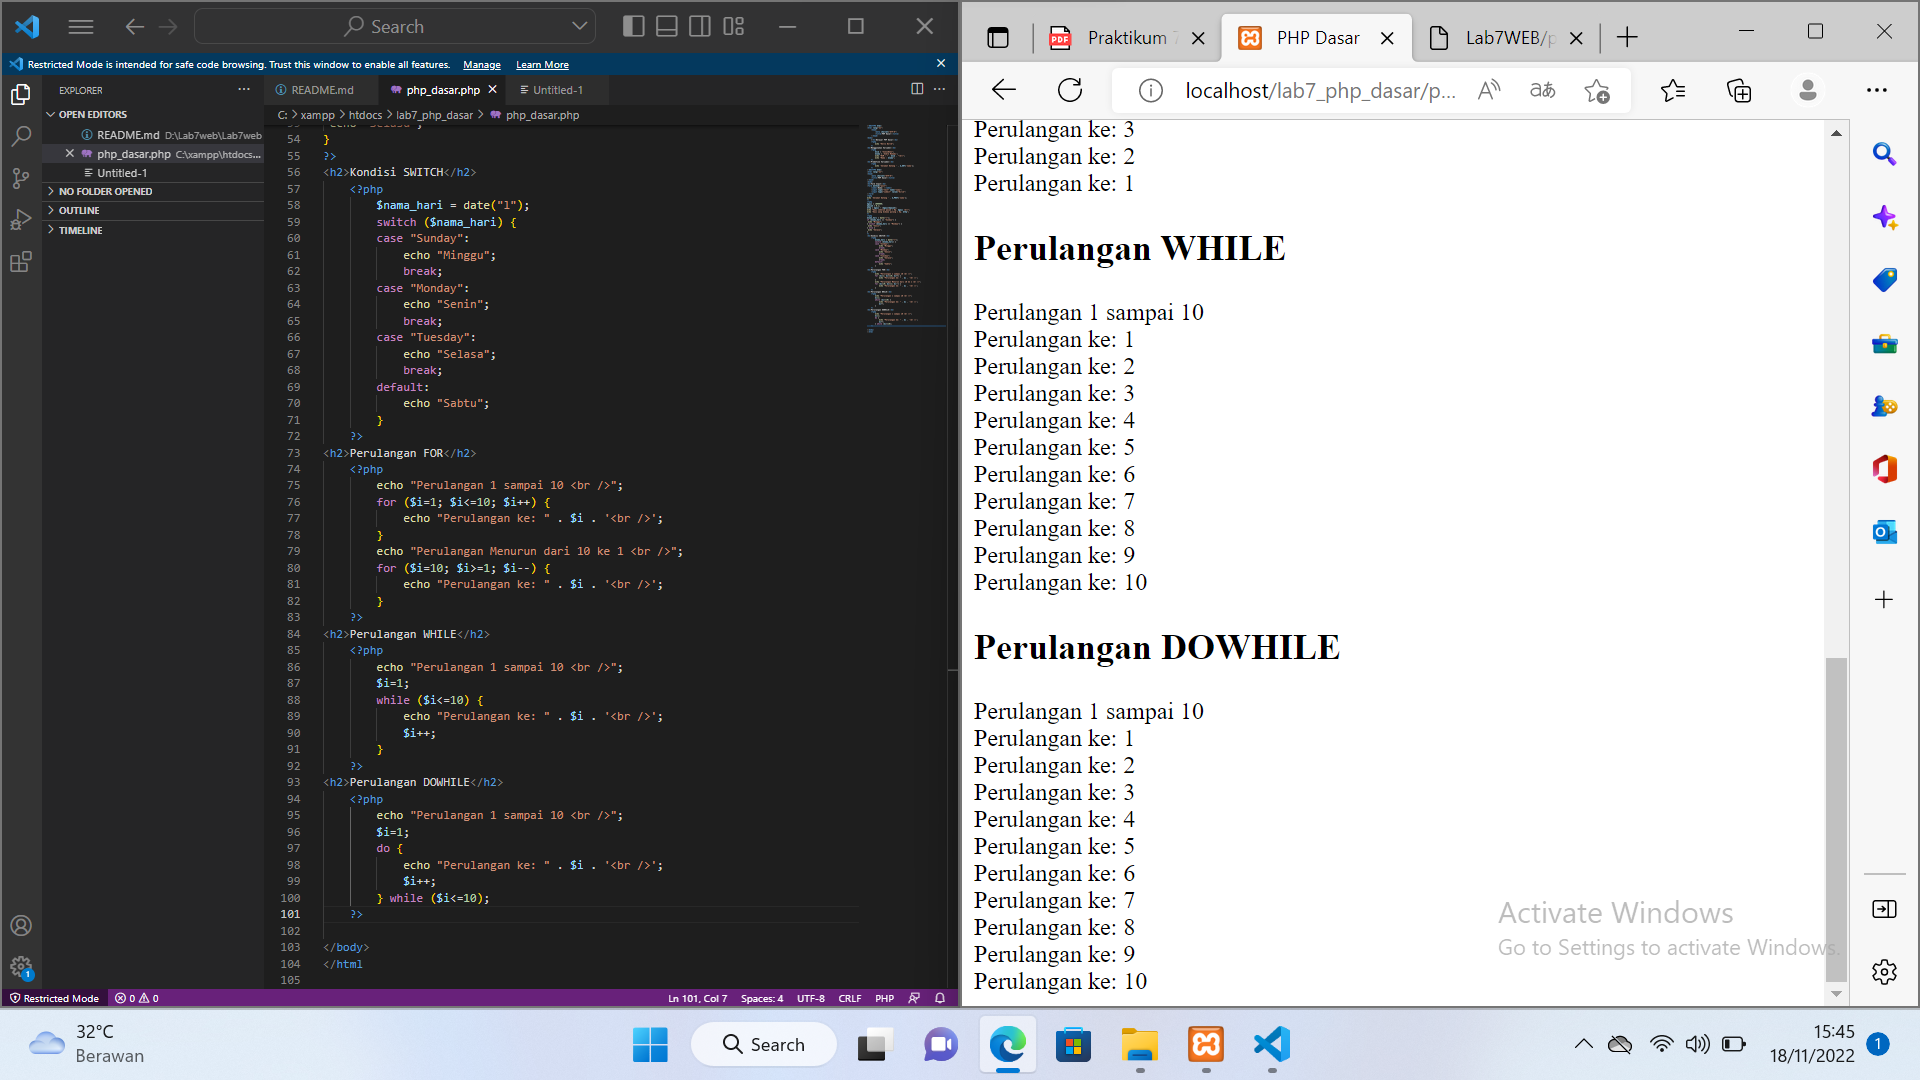 Search
Restricted Mode is intended for safe code browsing. Trust this window to enable all features. Manage Learn More
EXPLORER
OPEN EDITORS
README.md D:\Lab7web\Lab7web
php_dasar.php C:\xampp\htdocs...
Untitled-1
NO FOLDER OPENED
OUTLINE
TIMELINE
README.md
php_dasar.php
Untitled-1
C: > xampp > htdocs > lab7_php_dasar > php_dasar.php
54 }
55 ?>
56 <h2>Kondisi SWITCH</h2>
57 <?php
58 $nama_hari = date("l");
59 switch ($nama_hari) {
60 case "Sunday":
61 echo "Minggu";
62 break;
63 case "Monday":
64 echo "Senin";
65 break;
66 case "Tuesday":
67 echo "Selasa";
68 break;
69 default:
70 echo "Sabtu";
71 }
72 ?>
73 <h2>Perulangan FOR</h2>
74 <?php
75 echo "Perulangan 1 sampai 10 <br />";
76 for ($i=1; $i<=10; $i++) {
77 echo "Perulangan ke: " . $i . '<br />';
78 }
79 echo "Perulangan Menurun dari 10 ke 1 <br />";
80 for ($i=10; $i>=1; $i--) {
81 echo "Perulangan ke: " . $i . '<br />';
82 }
83 ?>
84 <h2>Perulangan WHILE</h2>
85 <?php
86 echo "Perulangan 1 sampai 10 <br />";
87 $i=1;
88 while ($i<=10) {
89 echo "Perulangan ke: " . $i . '<br />';
90 $i++;
91 }
92 ?>
93 <h2>Perulangan DOWHILE</h2>
94 <?php
95 echo "Perulangan 1 sampai 10 <br />";
96 $i=1;
97 do {
98 echo "Perulangan ke: " . $i . '<br />';
99 $i++;
100 } while ($i<=10);
101 ?>
102
103 </body>
104 </html
105
1
Restricted Mode 0 0 Ln 101, Col 7 Spaces: 4 UTF-8 CRLF PHP
PDF Praktikum 7
PHP Dasar
Lab7WEB/p
localhost/lab7_php_dasar/p...
Perulangan ke: 3
Perulangan ke: 2
Perulangan ke: 1
Perulangan WHILE
Perulangan 1 sampai 10
Perulangan ke: 1
Perulangan ke: 2
Perulangan ke: 3
Perulangan ke: 4
Perulangan ke: 5
Perulangan ke: 6
Perulangan ke: 7
Perulangan ke: 8
Perulangan ke: 9
Perulangan ke: 10
Perulangan DOWHILE
Perulangan 1 sampai 10
Perulangan ke: 1
Perulangan ke: 2
Perulangan ke: 3
Perulangan ke: 4
Perulangan ke: 5
Perulangan ke: 6
Perulangan ke: 7
Perulangan ke: 8
Perulangan ke: 9
Perulangan ke: 10
Activate Windows
Go to Settings to activate Windows.
32°C
Berawan
Search
15:45
18/11/2022
1